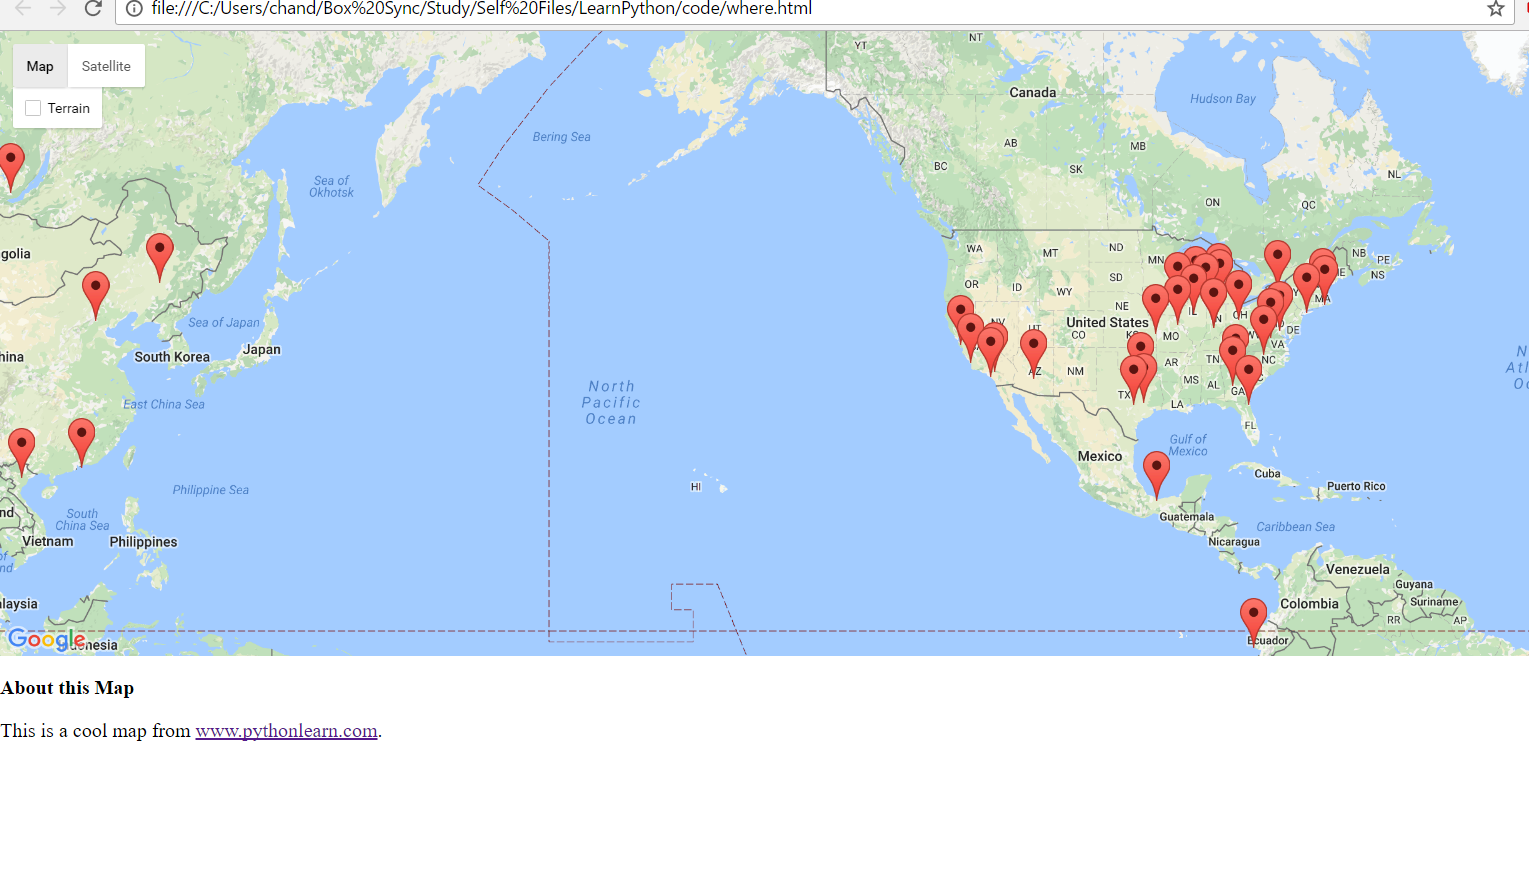 file:///C:/Users/chand/Box%20Sync/Study/Self%20Files/LearnPython/code/where.html
Map Satellite
Terrain
YT
NT
Canada
Hudson Bay
Bering Sea
AB
MB
BC
SK
NL
Sea of
Okhotsk
ON
QC
golia
WA
MT
ND
MN
NB
PE
NS
SD
OR
ID
WY
NE
MA
United States
Sea of Japan
South Korea
Japan
hina
CO
MO
DE
VA
NC
TN
AR
AZ
NM
MS
AL
GA
TX
LA
FL
North
Pacific
Ocean
East China Sea
Gulf of
Mexico
Mexico
Cuba
Puerto Rico
HI
Philippine Sea
South
China Sea
nd
Vietnam
Philippines
Guatemala
Caribbean Sea
Nicaragua
Venezuela
Guyana
Colombia
Suriname
laysia
RR
AP
Ecuador
Google
nesia
About this Map
This is a cool map from www.pythonlearn.com.